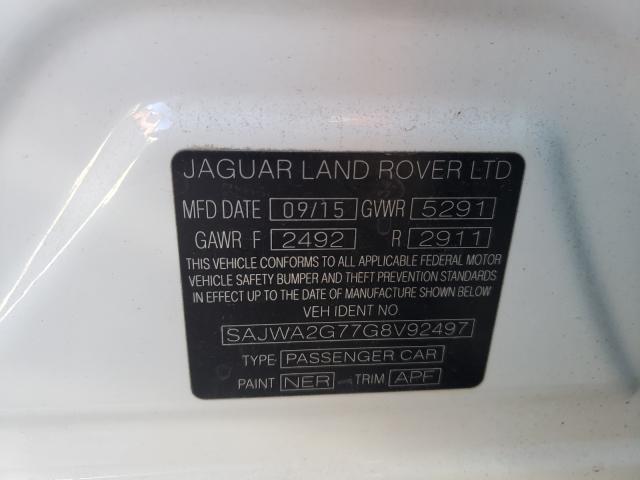 JAGUAR LAND ROVER LTD
MFD DATE 09/15 GVWR 5291
GAWR F 2492 R 2911
THIS VEHICLE CONFORMS TO ALL APPLICABLE FEDERAL MOTOR
VEHICLE SAFETY BUMPER AND THEFT PREVENTION STANDARDS
IN EFFECT UP TO THE DATE OF MANUFACTURE SHOWN BELOW
VEH IDENT NO
SAJWA2G77G8V92497
TYPE PASSENGER CAR
PAINT NER TRIM APF